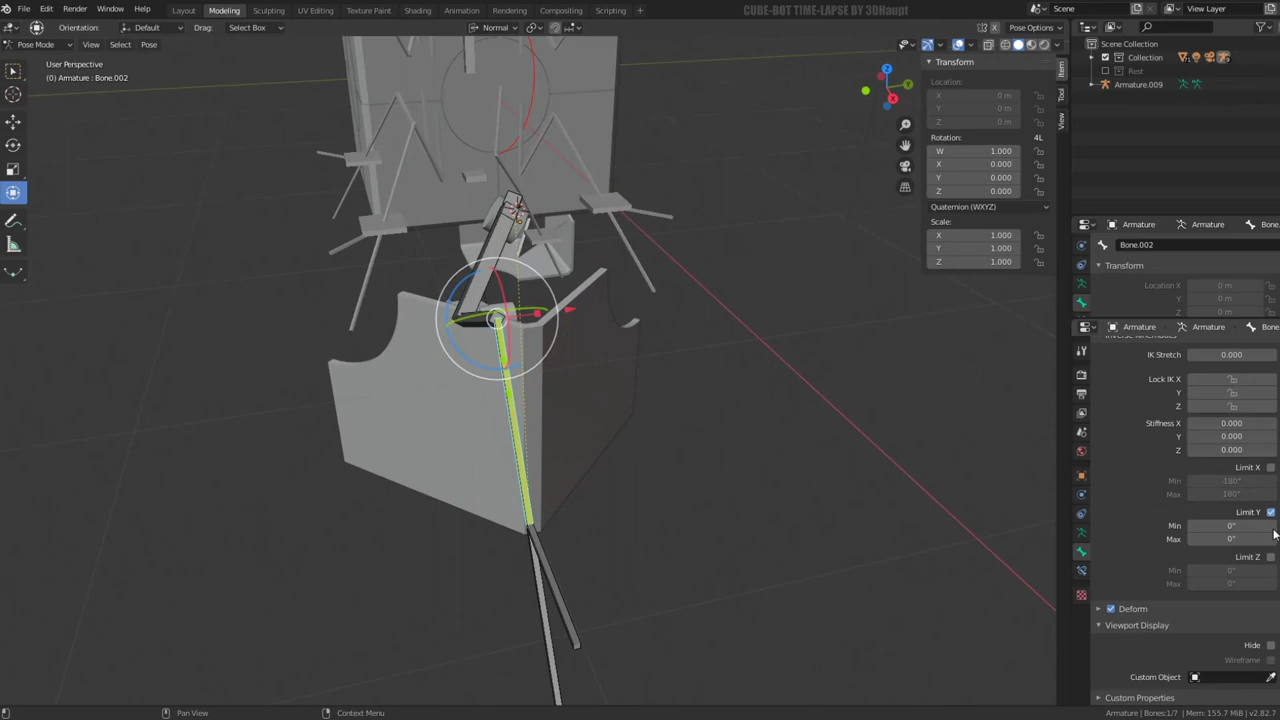 File Edit Render Window Help Layout Modeling Sculpting UV Editing Texture Paint Shading Animation Rendering Compositing Scripting CUBE-BOT TIME-LAPSE BY 3DHaupt Scene View Layer
Orientation: Default Drag: Select Box Normal X Pose Options
Pose Mode View Select Pose
User Perspective
(0) Armature : Bone.002
Z
Y
X
Transform
Location:
X 0 m
Y 0 m
Z 0 m
Rotation: 4L
W 1.000
X 0.000
Y 0.000
Z 0.000
Quaternion (WXYZ)
Scale:
X 1.000
Y 1.000
Z 1.000
Item
Tool
View
Scene Collection
Collection
Rest
Armature.009
Armature Armature Bone.
Bone.002
Transform
Location X 0 m
Y 0 m
Z 0 m
Armature Armature Bone.
Inverse Kinematics
IK Stretch 0.000
Lock IK X
Y
Z
Stiffness X 0.000
Y 0.000
Z 0.000
Limit X
Min -180°
Max 180°
Limit Y
Min 0°
Max 0°
Limit Z
Min 0°
Max 0°
Deform
Viewport Display
Hide
Wireframe
Custom Object
Custom Properties
Pan View Context Menu Armature | Bones:1/7 | Mem: 155.7 MiB | v2.82.7